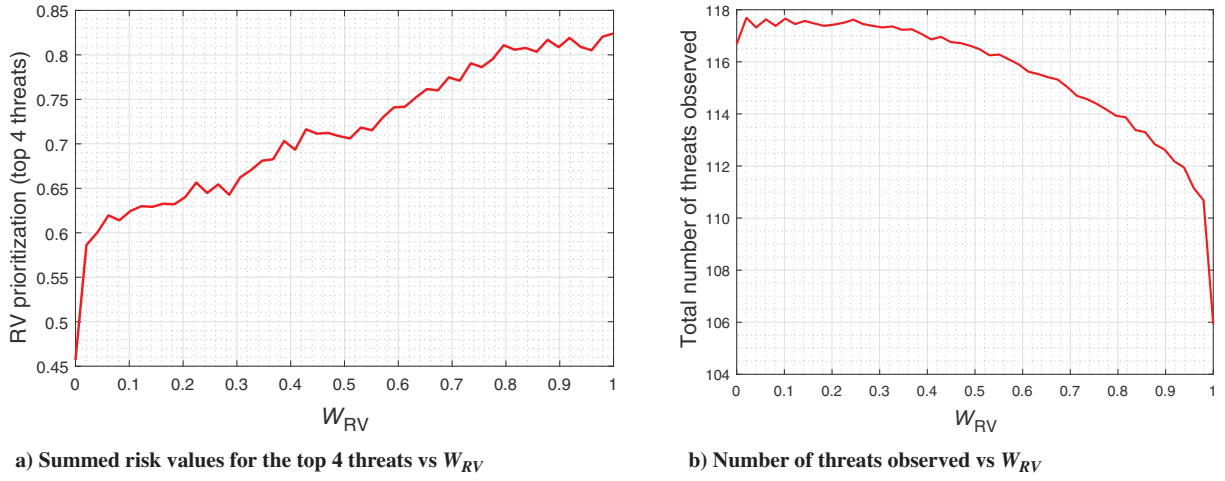 0.85
0.8
0.75
0.7
0.65
0.6
0.55
0.5
0.45
RV prioritization (top 4 threats)
0 0.1 0.2 0.3 0.4 0.5 0.6 0.7 0.8 0.9 1
W_RV
a) Summed risk values for the top 4 threats vs W_RV
118
116
114
112
110
108
106
104
Total number of threats observed
0 0.1 0.2 0.3 0.4 0.5 0.6 0.7 0.8 0.9 1
W_RV
b) Number of threats observed vs W_RV